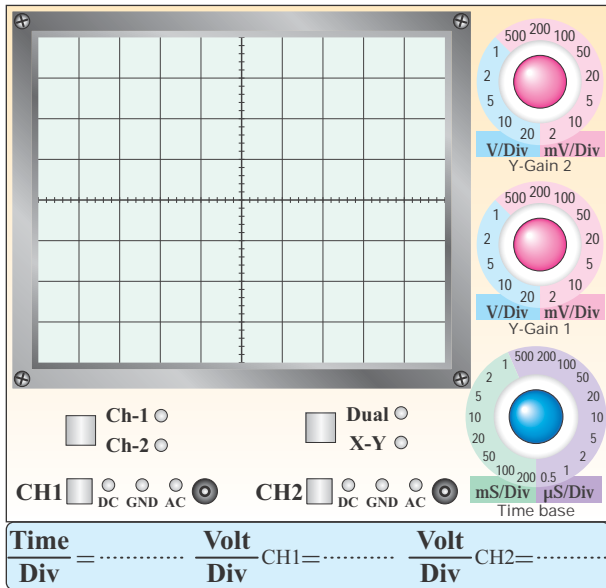 500 200 100
1 50
2 20
5 10
10 20 2
V/Div mV/Div
Y-Gain 2
500 200 100
1 50
2 20
5 10
10 20 2
V/Div mV/Div
Y-Gain 1
1 500 200 100
2 50
5 20
10 10
20 5
50 2
100 200 0.5 1
mS/Div µS/Div
Time base
Ch-1
Ch-2
Dual
X-Y
CH1 DC GND AC
CH2 DC GND AC
Time
Div
=..............
Volt
Div
CH1=..............
Volt
Div
CH2=..............